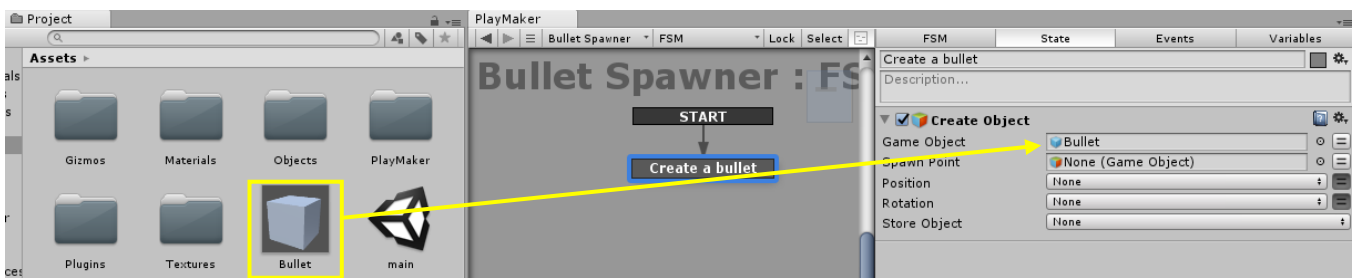 Project
Assets
als
s
Gizmos
Materials
Objects
PlayMaker
r
Plugins
Textures
Bullet
main
ces
PlayMaker
Bullet Spawner
FSM
Lock
Select
Bullet Spawner : FS
START
Create a bullet
FSM
State
Events
Variables
Create a bullet
Description...
Create Object
Game Object
Bullet
Spawn Point
None (Game Object)
Position
None
Rotation
None
Store Object
None